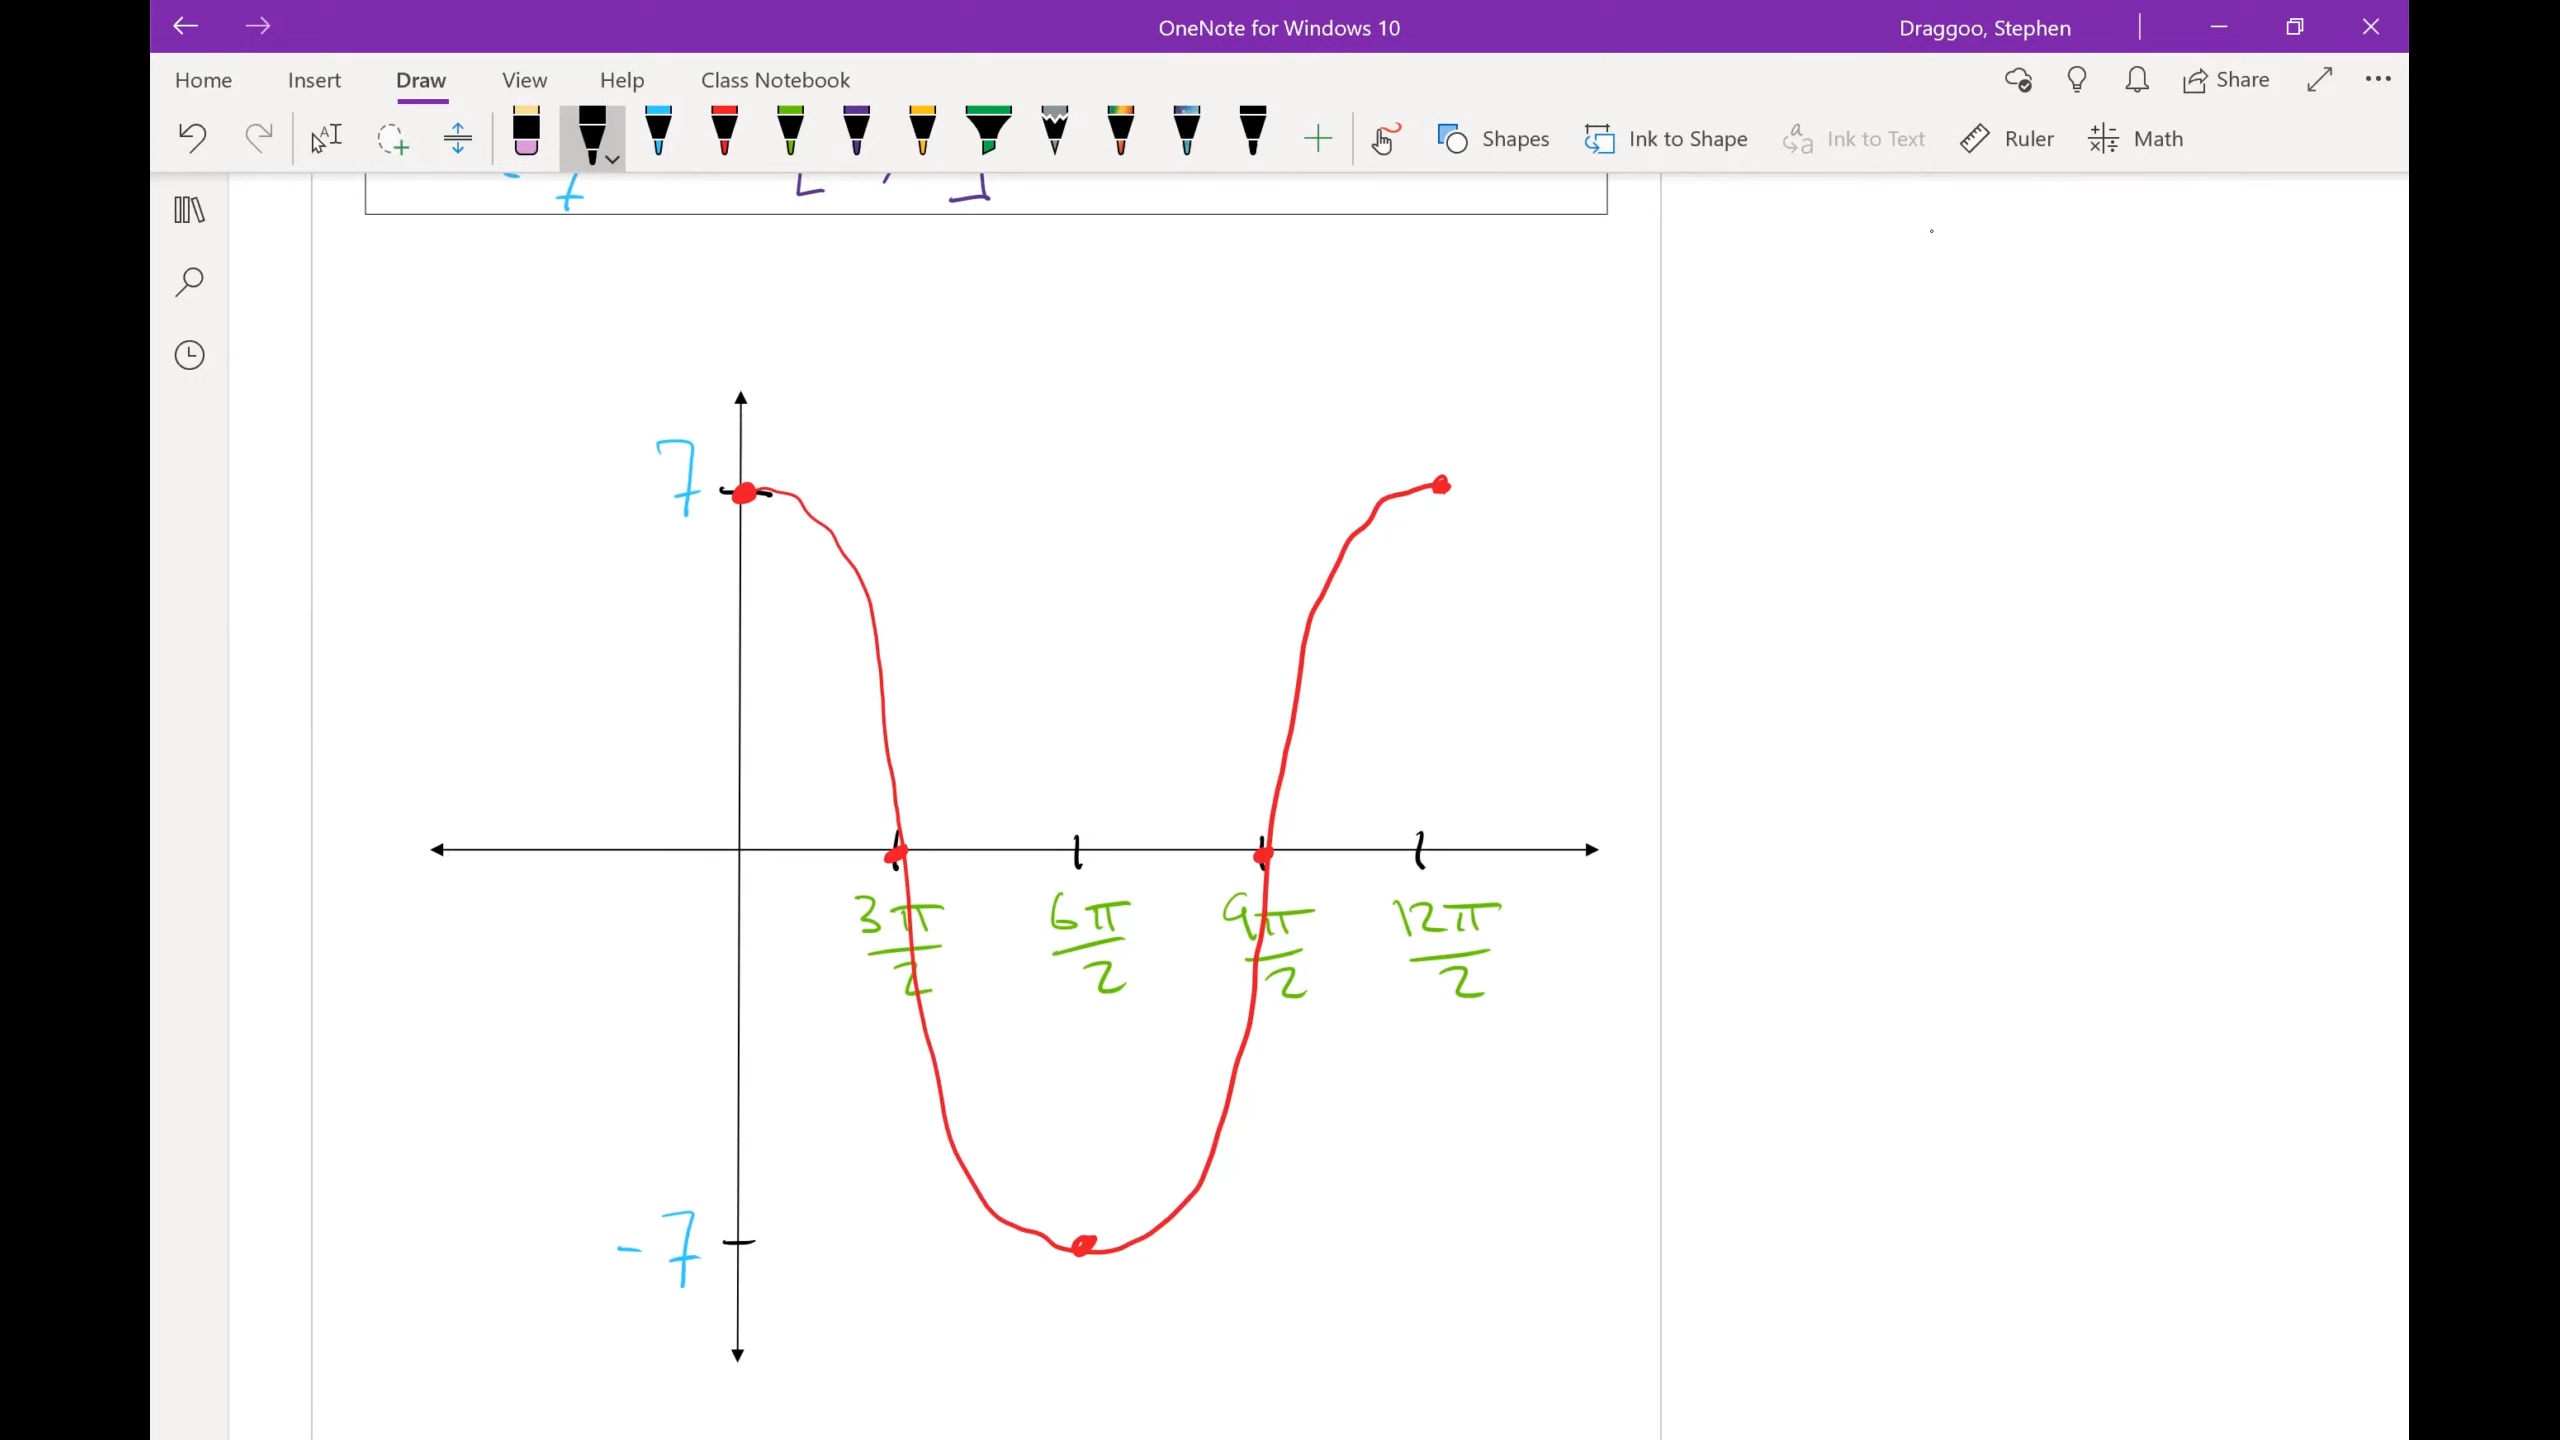 OneNote for Windows 10
Draggoo, Stephen
Home Insert Draw View Help Class Notebook Share
Shapes Ink to Shape Ink to Text Ruler Math
7
3π/2 6π/2 9π/2 12π/2
-7